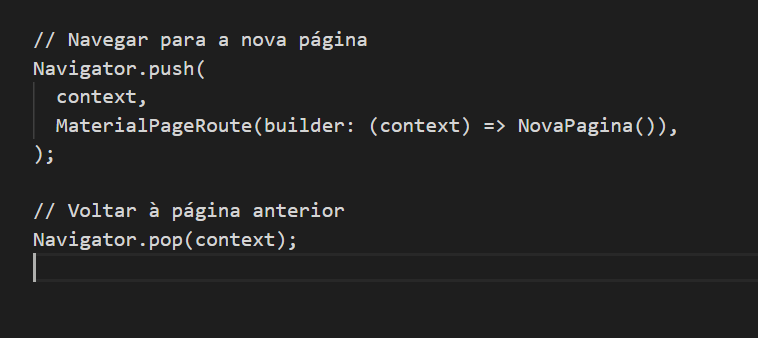 // Navegar para a nova página
Navigator.push(
  context,
  MaterialPageRoute(builder: (context) => NovaPagina()),
);

// Voltar à página anterior
Navigator.pop(context);